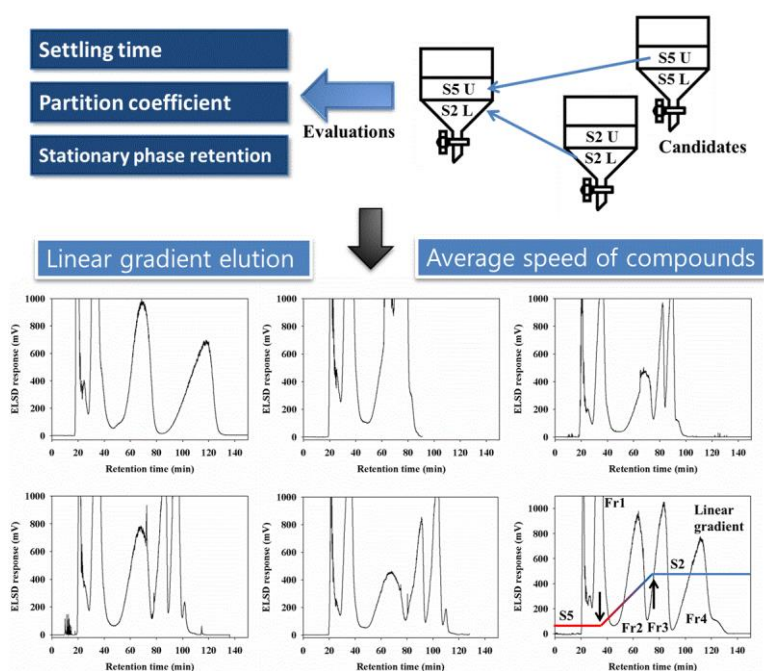 Settling time
Partition coefficient
Stationary phase retention
Evaluations
S5 U
S2 L
S5 U
S5 L
S2 U
S2 L
Candidates
Linear gradient elution
Average speed of compounds
1000
800
600
400
200
0
ELSD response (mV)
0 20 40 60 80 100 120 140
Retention time (min)
1000
800
600
400
200
0
ELSD response (mV)
0 20 40 60 80 100 120 140
Retention time (min)
1000
800
600
400
200
0
ELSD response (mV)
0 20 40 60 80 100 120 140
Retention time (min)
1000
800
600
400
200
0
ELSD response (mV)
0 20 40 60 80 100 120 140
Retention time (min)
1000
800
600
400
200
0
ELSD response (mV)
0 20 40 60 80 100 120 140
Retention time (min)
1000
800
600
400
200
0
ELSD response (mV)
Fr1
Linear
gradient
S2
S5
Fr2
Fr3
Fr4
0 20 40 60 80 100 120 140
Retention time (min)